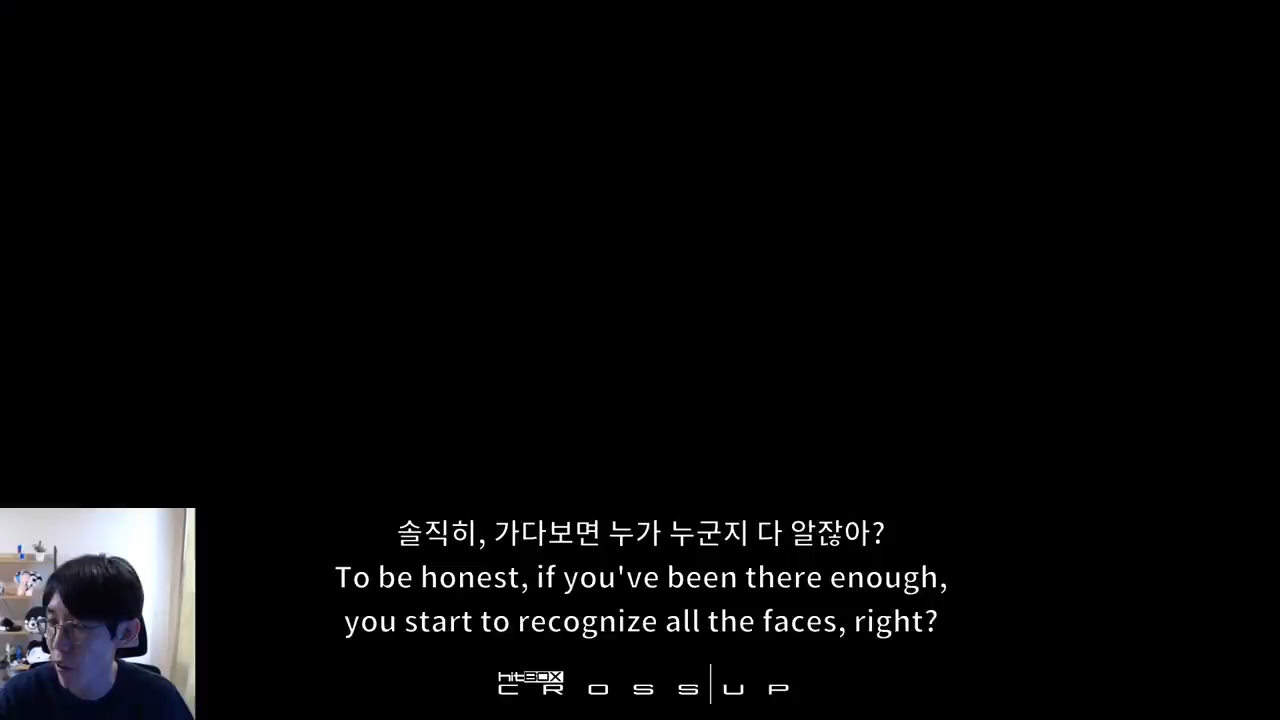 솔직히, 가다보면 누가 누군지 다 알잖아?
To be honest, if you've been there enough,
you start to recognize all the faces, right?
hitBOX
CROSS|UP